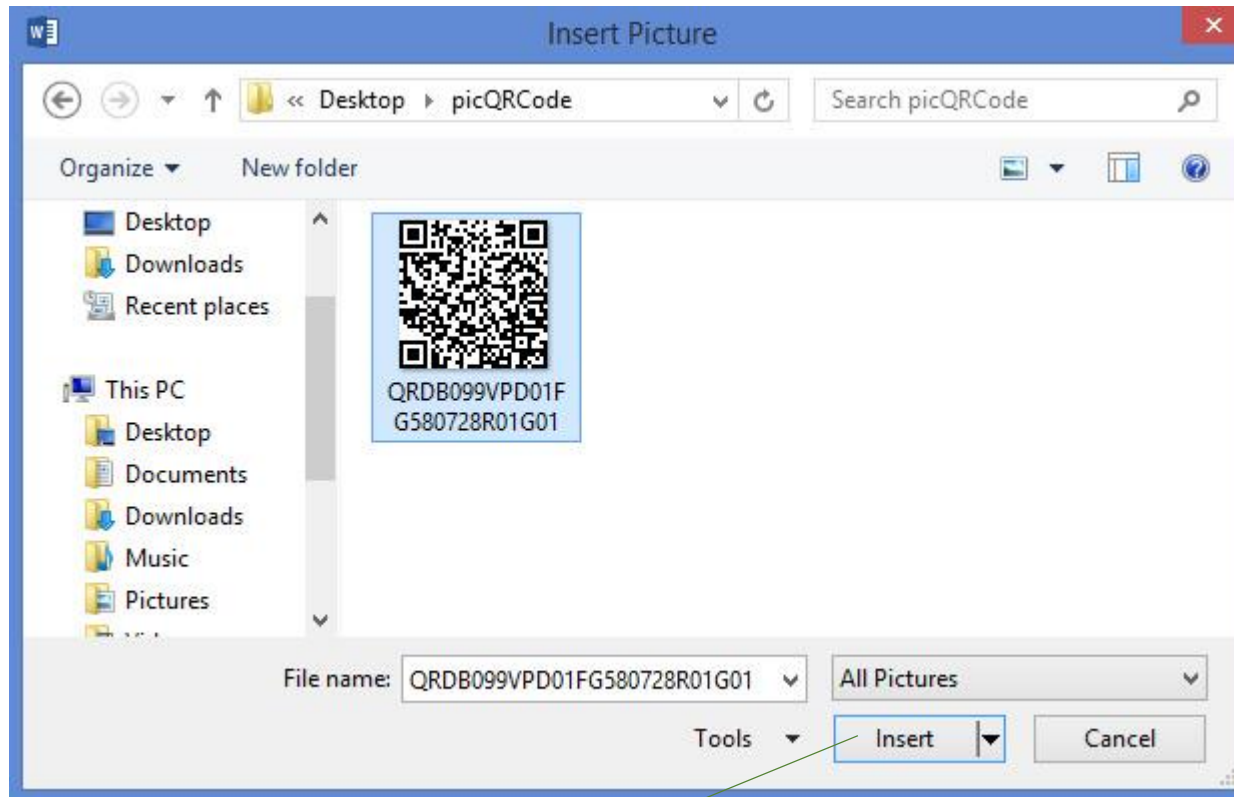 Insert Picture
« Desktop picQRCode
Search picQRCode
Organize
New folder
Desktop
Downloads
Recent places
This PC
Desktop
Documents
Downloads
Music
Pictures
QRDB099VPD01F
G580728R01G01
File name: QRDB099VPD01FG580728R01G01
All Pictures
Tools
Insert
Cancel